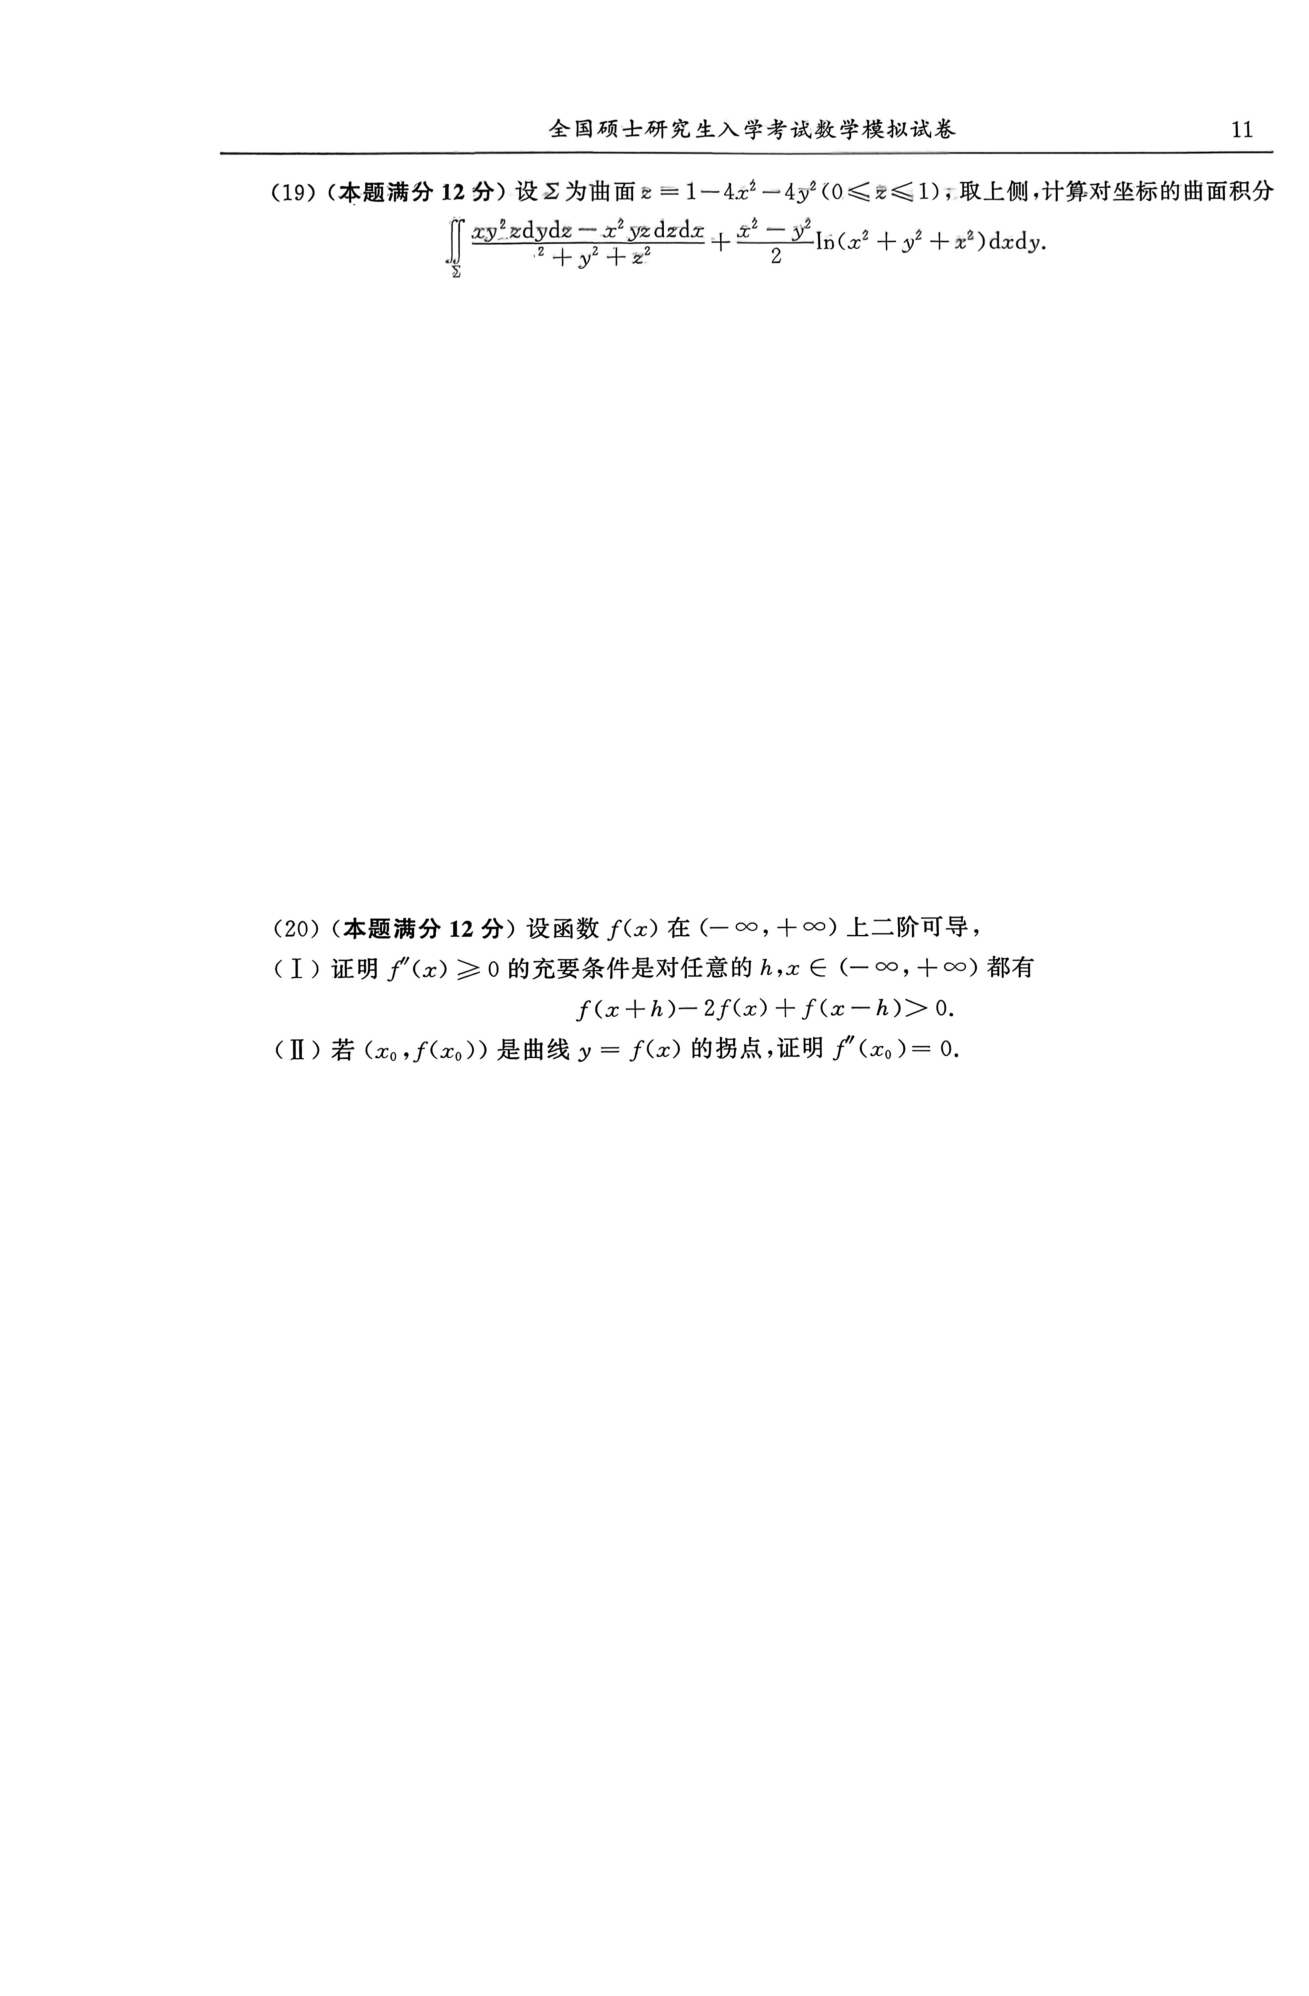 全国硕士研究生入学考试数学模拟试卷 11
(19)(本题满分 12 分)设 Σ 为曲面 z = 1-4x²-4y²(0≤z≤1),取上侧,计算对坐标的曲面积分
∬_Σ (xy²zdydz - x²yzdzdx)/(² + y² + z²) + (x² - y²)/2 ln(x² + y² + z²)dxdy.
(20)(本题满分 12 分)设函数 f(x) 在 (-∞,+∞) 上二阶可导,
(Ⅰ)证明 f″(x) ≥ 0 的充要条件是对任意的 h,x ∈ (-∞,+∞) 都有
f(x+h)-2f(x)+f(x-h)> 0.
(Ⅱ)若 (x₀,f(x₀)) 是曲线 y = f(x) 的拐点,证明 f″(x₀)= 0.